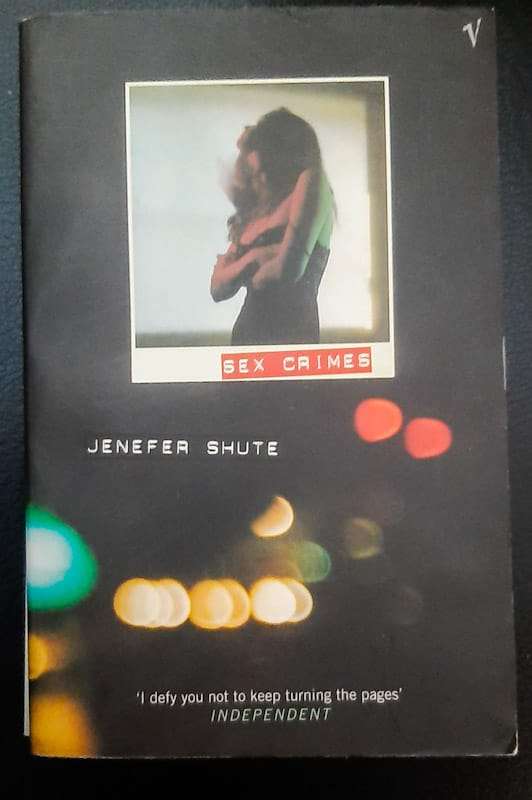 V
SEX CRIMES
JENEFER SHUTE
'I defy you not to keep turning the pages'
INDEPENDENT